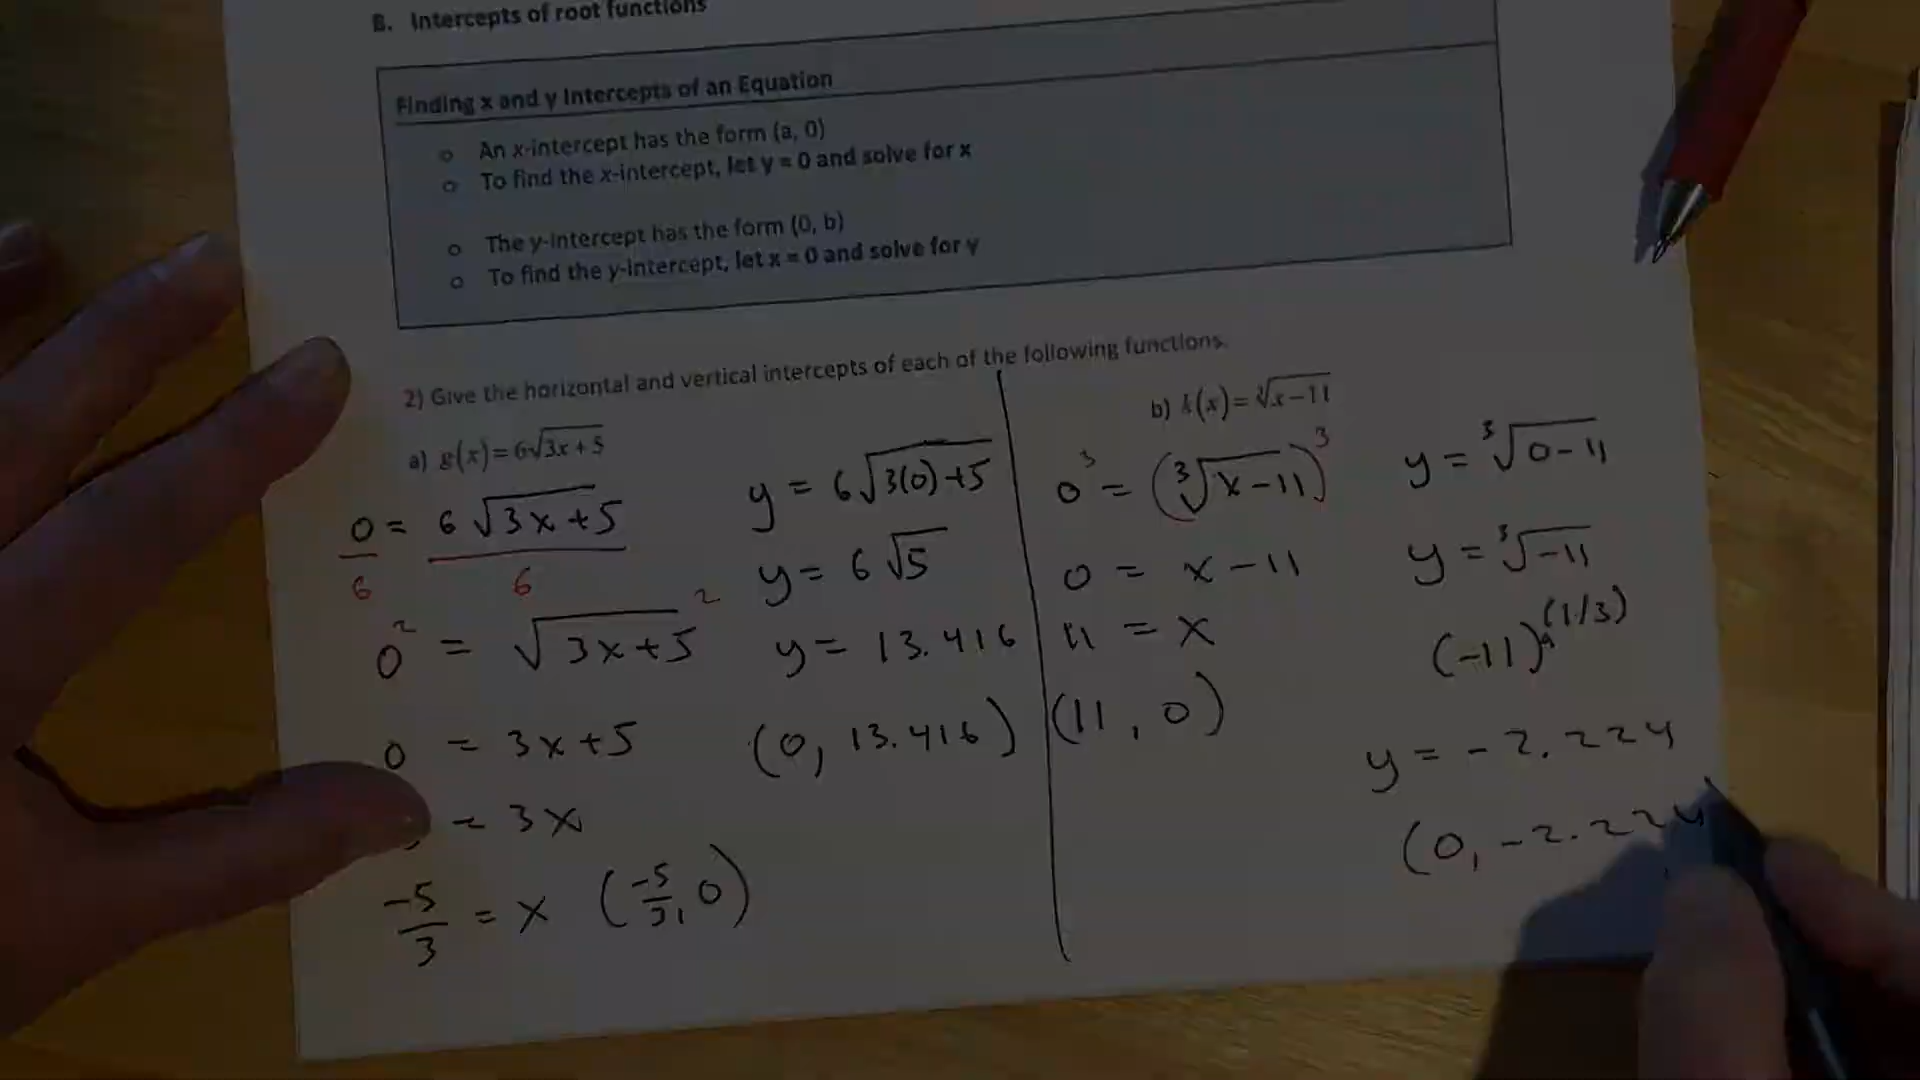 B. Intercepts of root functions
Finding x and y Intercepts of an Equation
o An x-intercept has the form (a, 0)
o To find the x-intercept, let y = 0 and solve for x
o The y-intercept has the form (0, b)
o To find the y-intercept, let x = 0 and solve for y
2) Give the horizontal and vertical intercepts of each of the following functions.
a) g(x)=6√3x+5
0 = 6√3x+5
6 6
0² = √3x+5 ²
0 = 3x+5
= 3x
-5/3 = x (-5/3, 0)
y = 6√3(0)+5
y = 6√5
y = 13.416
(0, 13.416)
b) k(x)=∛x−11
0³ = (∛x-11)³
0 = x-11
11 = x
(11, 0)
y = ∛0-11
y = ∛-11
(-11)^(1/3)
y = -2.224
(0, -2.224